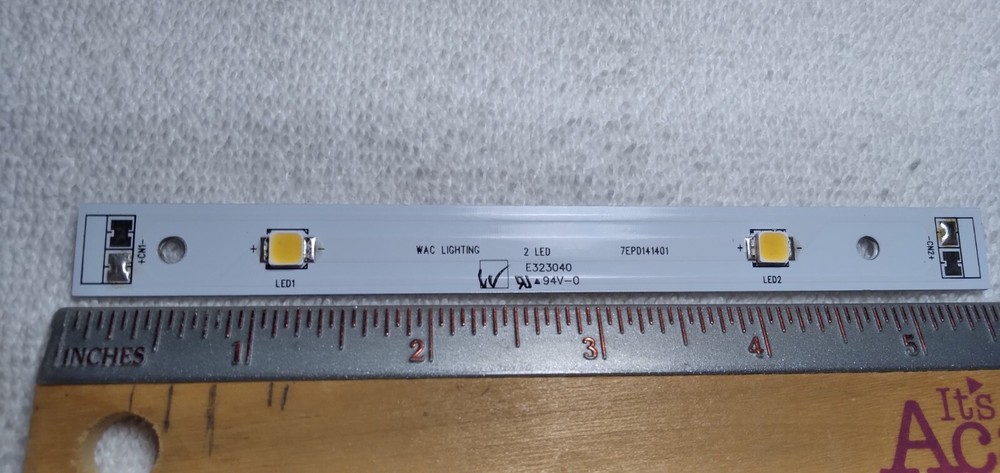 +CN1-
+ -
LED1
WAC LIGHTING 2 LED 7EPD141401
E323040
94V-0
+ -
LED2
-CN2+
INCHES 1 2 3 4 5
It's
Ac